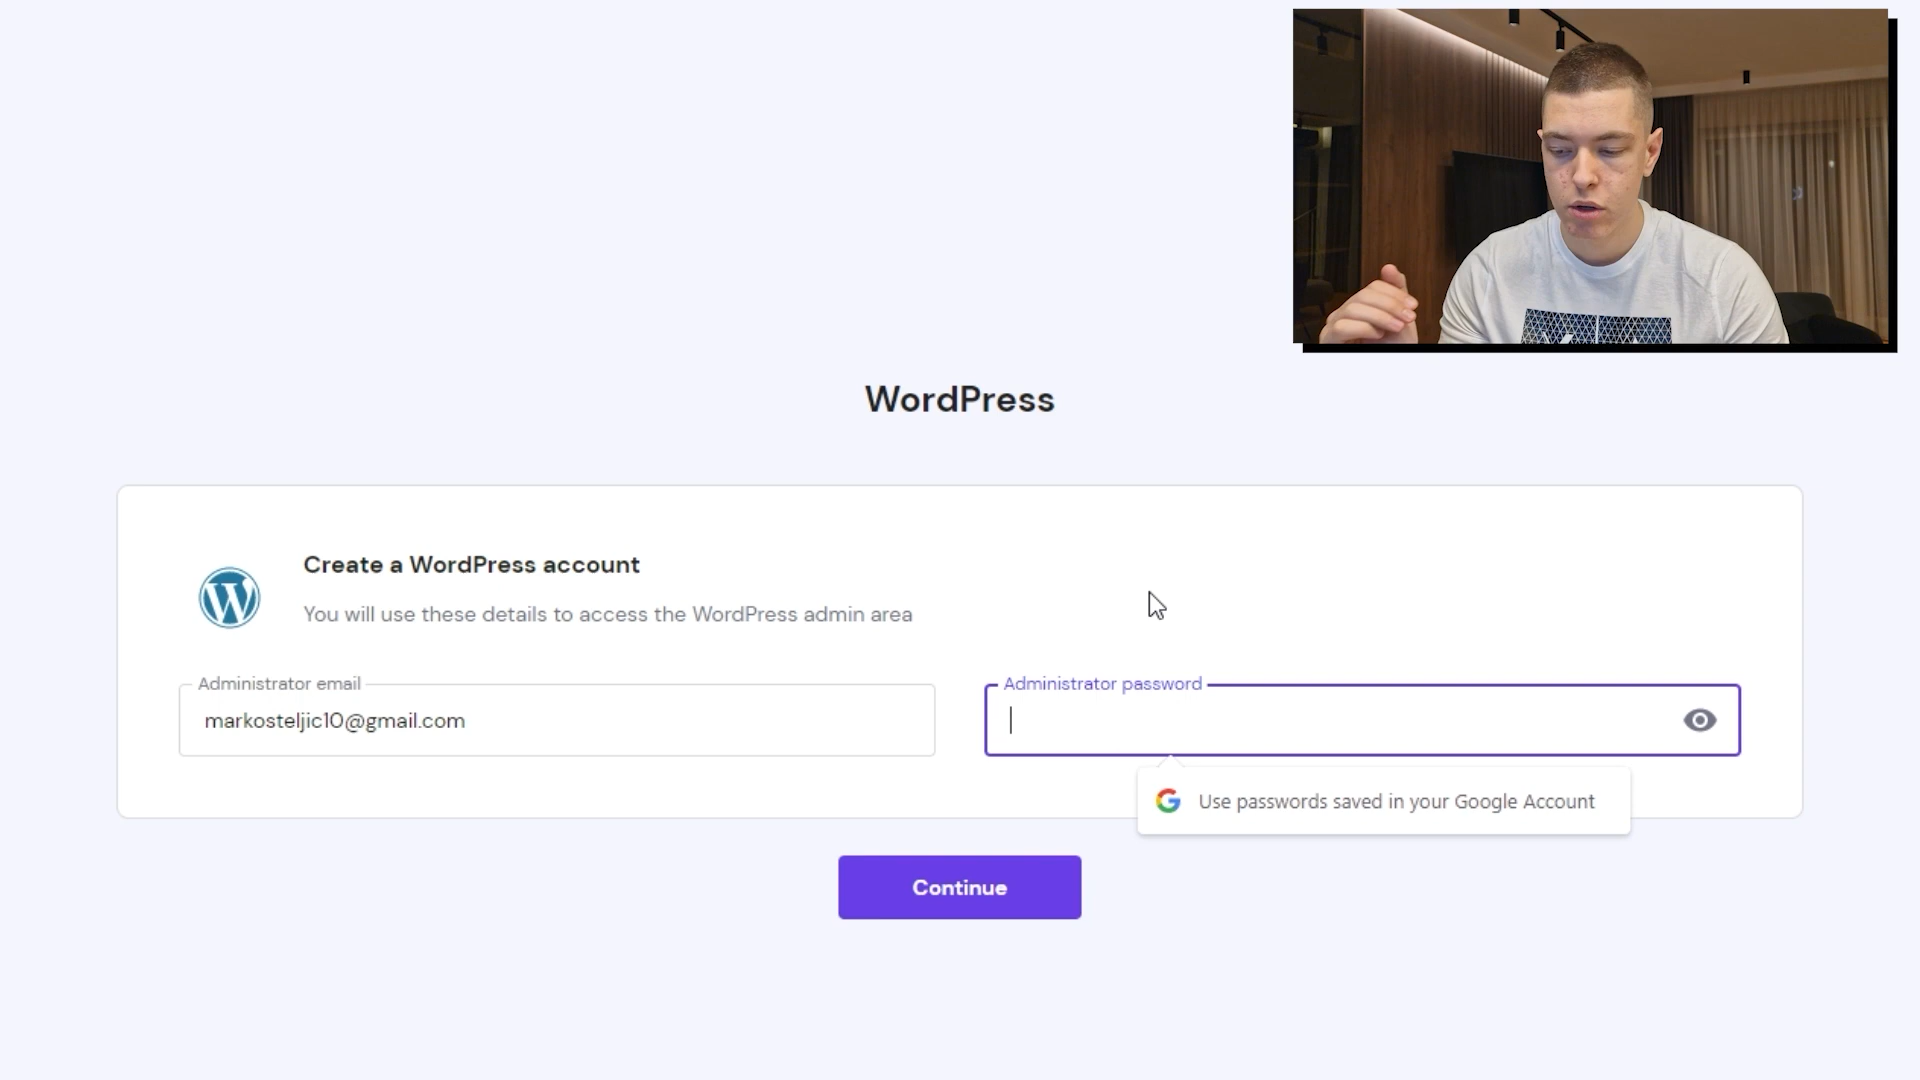 WordPress
Create a WordPress account
You will use these details to access the WordPress admin area
Administrator email
markosteljic10@gmail.com
Administrator password
Use passwords saved in your Google Account
Continue